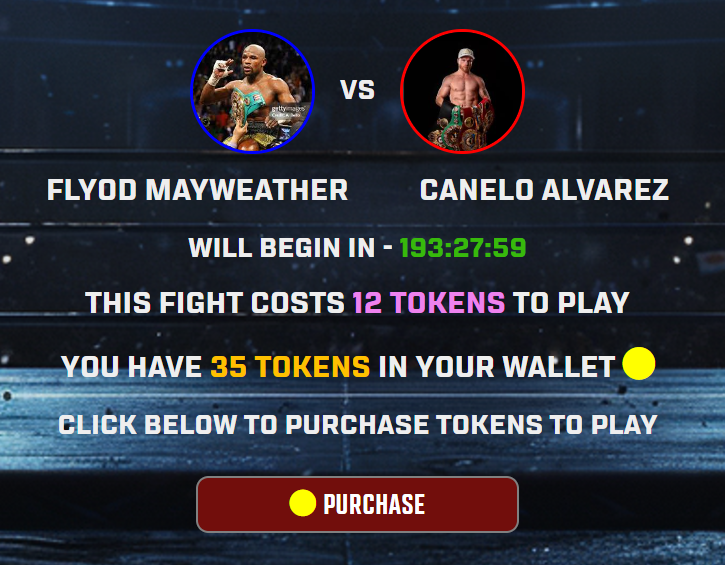 gettyimages
VS
FLYOD MAYWEATHER
CANELO ALVAREZ
WILL BEGIN IN - 193:27:59
THIS FIGHT COSTS 12 TOKENS TO PLAY
YOU HAVE 35 TOKENS IN YOUR WALLET
CLICK BELOW TO PURCHASE TOKENS TO PLAY
PURCHASE